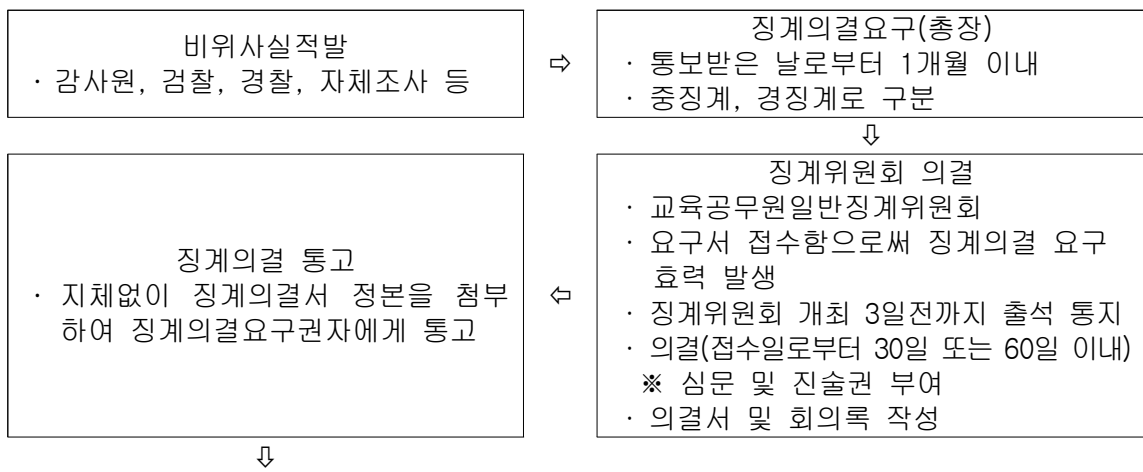 비위사실적발
· 감사원, 검찰, 경찰, 자체조사 등
⇨
징계의결요구(총장)
· 통보받은 날로부터 1개월 이내
· 중징계, 경징계로 구분
⇩
징계위원회 의결
· 교육공무원일반징계위원회
· 요구서 접수함으로써 징계의결 요구
효력 발생
· 징계위원회 개최 3일전까지 출석 통지
· 의결(접수일로부터 30일 또는 60일 이내)
※ 심문 및 진술권 부여
· 의결서 및 회의록 작성
⇦
징계의결 통고
· 지체없이 징계의결서 정본을 첨부
하여 징계의결요구권자에게 통고
⇩